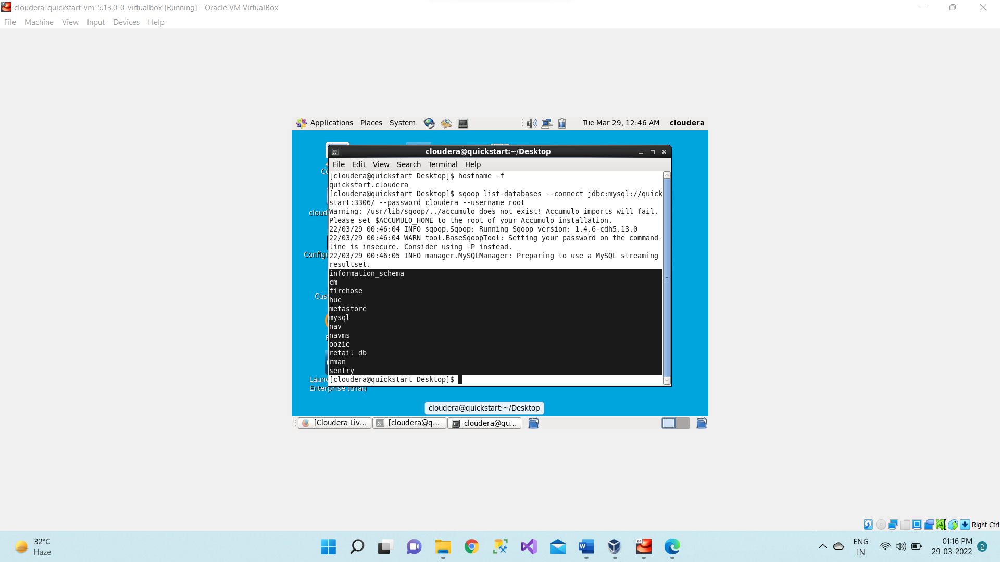 cloudera-quickstart-vm-5.13.0-0-virtualbox [Running] - Oracle VM VirtualBox
File Machine View Input Devices Help
Applications Places System Tue Mar 29, 12:46 AM cloudera
cloudera@quickstart:~/Desktop
File Edit View Search Terminal Help
[cloudera@quickstart Desktop]$ hostname -f
quickstart.cloudera
[cloudera@quickstart Desktop]$ sqoop list-databases --connect jdbc:mysql://quick
start:3306/ --password cloudera --username root
Warning: /usr/lib/sqoop/../accumulo does not exist! Accumulo imports will fail.
Please set $ACCUMULO_HOME to the root of your Accumulo installation.
22/03/29 00:46:04 INFO sqoop.Sqoop: Running Sqoop version: 1.4.6-cdh5.13.0
22/03/29 00:46:04 WARN tool.BaseSqoopTool: Setting your password on the command-
line is insecure. Consider using -P instead.
22/03/29 00:46:05 INFO manager.MySQLManager: Preparing to use a MySQL streaming
resultset.
information_schema
cm
firehose
hue
metastore
mysql
nav
navms
oozie
retail_db
rman
sentry
[cloudera@quickstart Desktop]$
cloud
Configu
Cus
Laun
Enterprise (trial)
cloudera@quickstart:~/Desktop
[Cloudera Liv... [cloudera@q... cloudera@qu...
Right Ctrl
32°C
Haze
64
ENG
IN
01:16 PM
29-03-2022
2